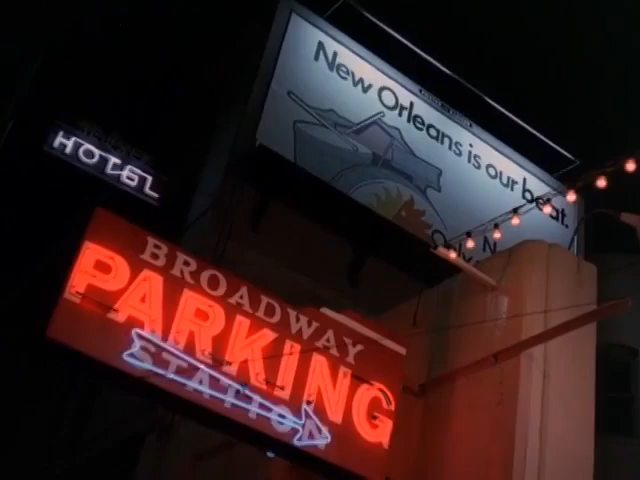 New Orleans is our beat.
HOTEL
BROADWAY
PARKING
STATION